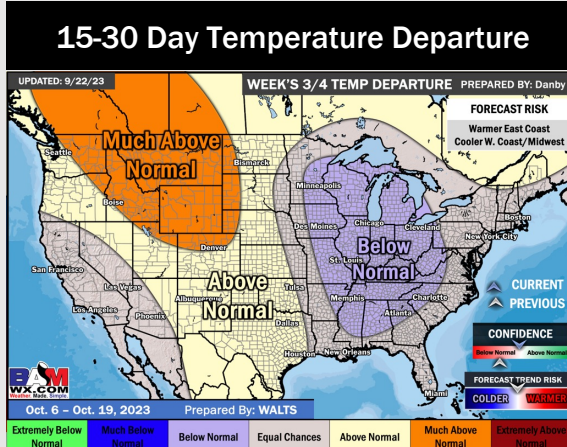 15-30 Day Temperature Departure
UPDATED: 9/22/23
WEEK'S 3/4 TEMP DEPARTURE PREPARED BY: Danby
FORECAST RISK
Warmer East Coast
Cooler W. Coast/Midwest
Much Above
Normal
Seattle
Bismarck
Minneapolis
Boise
Boston
Des Moines
Chicago
Cleveland
New York City
Denver
Below
Normal
San Francisco
St. Louis
Las Vegas
Above
Normal
Tulsa
CURRENT
PREVIOUS
Los Angeles
Albuquerque
Memphis
Charlotte
Phoenix
Dallas
Atlanta
CONFIDENCE
Below Normal Above Normal
Houston
New Orleans
BAM
WX.COM
Weather. Made. Simple.
Miami
FORECAST TREND RISK
COLDER WARMER
Oct. 6 – Oct. 19, 2023 Prepared By: WALTS
Extremely Below Normal
Much Below Normal
Below Normal
Equal Chances
Above Normal
Much Above Normal
Extremely Above Normal